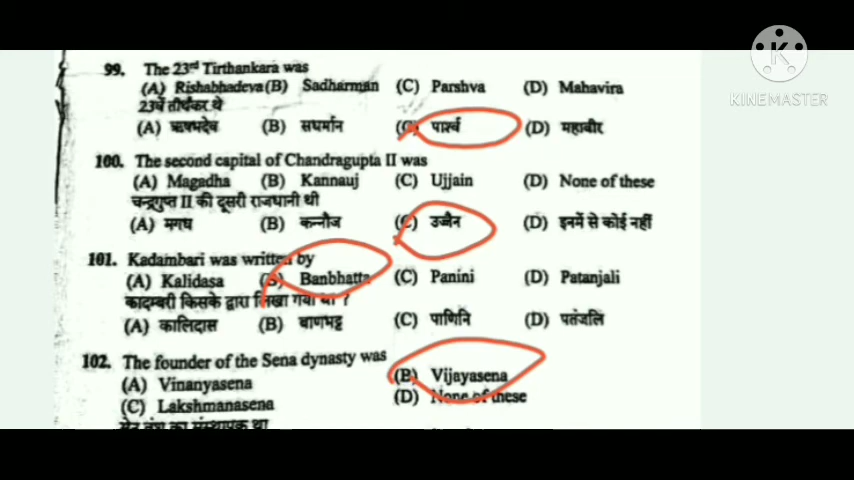 99. The 23rd Tirthankara was
(A) Rishabhadeva (B) Sadharman (C) Parshva (D) Mahavira
23वें तीर्थंकर थे
(A) ऋषभदेव (B) सधर्मान (C) पार्श्व (D) महावीर
100. The second capital of Chandragupta II was
(A) Magadha (B) Kannauj (C) Ujjain (D) None of these
चन्द्रगुप्त II की दूसरी राजधानी थी
(A) मगध (B) कन्नौज (C) उज्जैन (D) इनमें से कोई नहीं
101. Kadambari was written by
(A) Kalidasa (B) Banbhatta (C) Panini (D) Patanjali
कादम्बरी किसके द्वारा लिखा गया था ?
(A) कालिदास (B) बाणभट्ट (C) पाणिनि (D) पतंजलि
102. The founder of the Sena dynasty was
(A) Vinanyasena (B) Vijayasena
(C) Lakshmanasena (D) None of these
सेन वंश का संस्थापक था
K
KINEMASTER